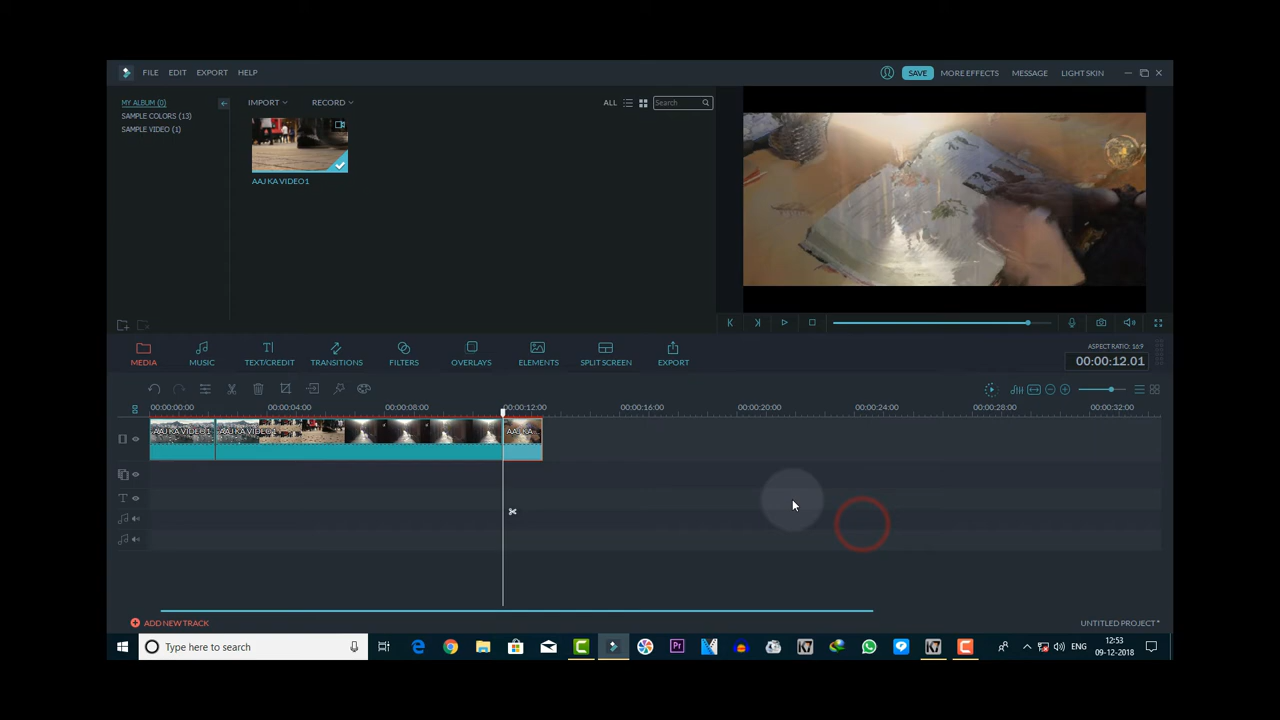 FILE EDIT EXPORT HELP SAVE MORE EFFECTS MESSAGE LIGHT SKIN
MY ALBUM (0) IMPORT RECORD ALL Search
SAMPLE COLORS (13)
SAMPLE VIDEO (1)
AAJ KA VIDEO1
MEDIA MUSIC TEXT/CREDIT TRANSITIONS FILTERS OVERLAYS ELEMENTS SPLIT SCREEN EXPORT
ASPECT RATIO: 16:9
00:00:12.01
00:00:00:00 00:00:04:00 00:00:08:00 00:00:12:00 00:00:16:00 00:00:20:00 00:00:24:00 00:00:28:00 00:00:32:00
AAJ KA VIDEO1 AAJ KA VIDEO1 AAJ KA...
ADD NEW TRACK UNTITLED PROJECT*
Type here to search Pr ENG 12:53
09-12-2018